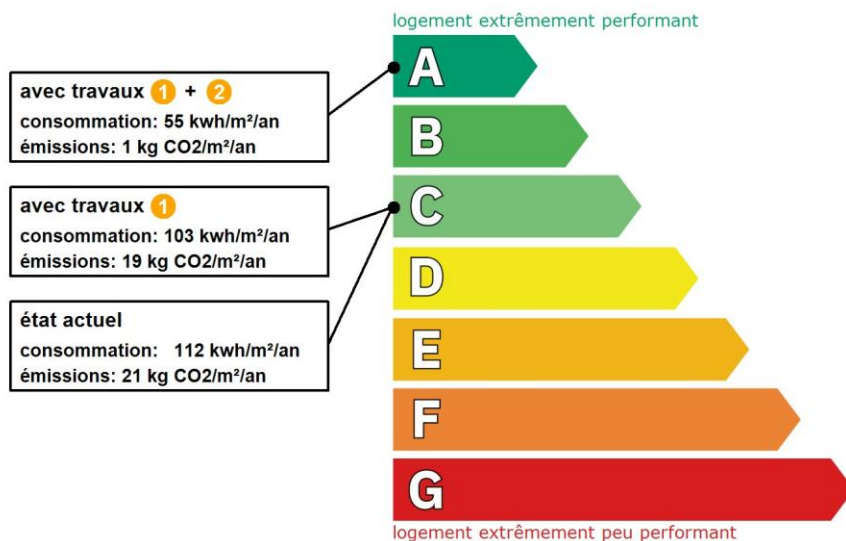 logement extrêmement performant
avec travaux 1 + 2
consommation: 55 kwh/m²/an
émissions: 1 kg CO2/m²/an
avec travaux 1
consommation: 103 kwh/m²/an
émissions: 19 kg CO2/m²/an
état actuel
consommation: 112 kwh/m²/an
émissions: 21 kg CO2/m²/an
A
B
C
D
E
F
G
logement extrêmement peu performant